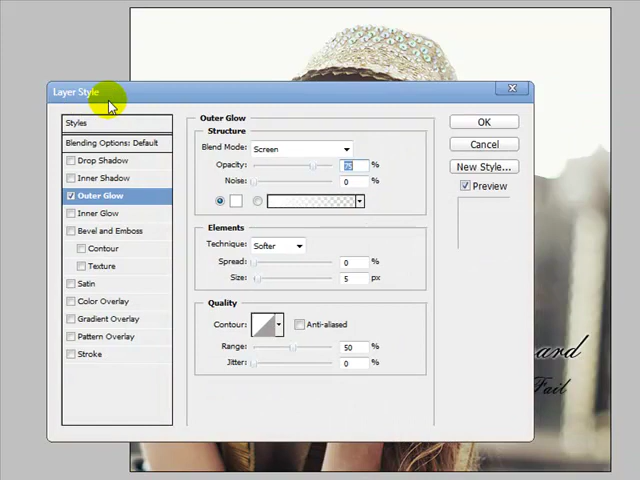 Layer Style
Styles
Blending Options: Default
Drop Shadow
Inner Shadow
Outer Glow
Inner Glow
Bevel and Emboss
Contour
Texture
Satin
Color Overlay
Gradient Overlay
Pattern Overlay
Stroke
Outer Glow
Structure
Blend Mode: Screen
Opacity: 75 %
Noise: 0 %
Elements
Technique: Softer
Spread: 0 %
Size: 5 px
Quality
Contour: Anti-aliased
Range: 50 %
Jitter: 0 %
OK
Cancel
New Style...
Preview
Fail